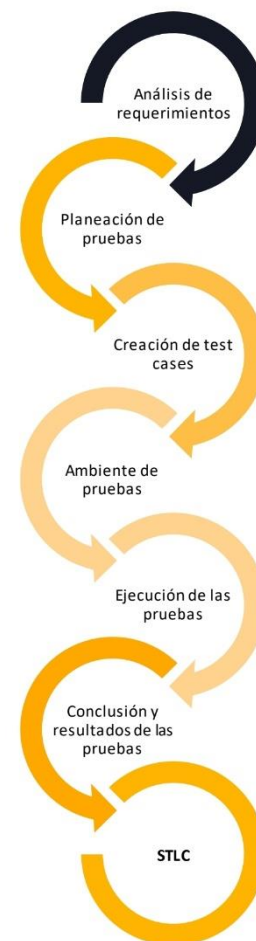 Análisis de
requerimientos
Planeación de
pruebas
Creación de test
cases
Ambiente de
pruebas
Ejecución de las
pruebas
Conclusión y
resultados de las
pruebas
STLC